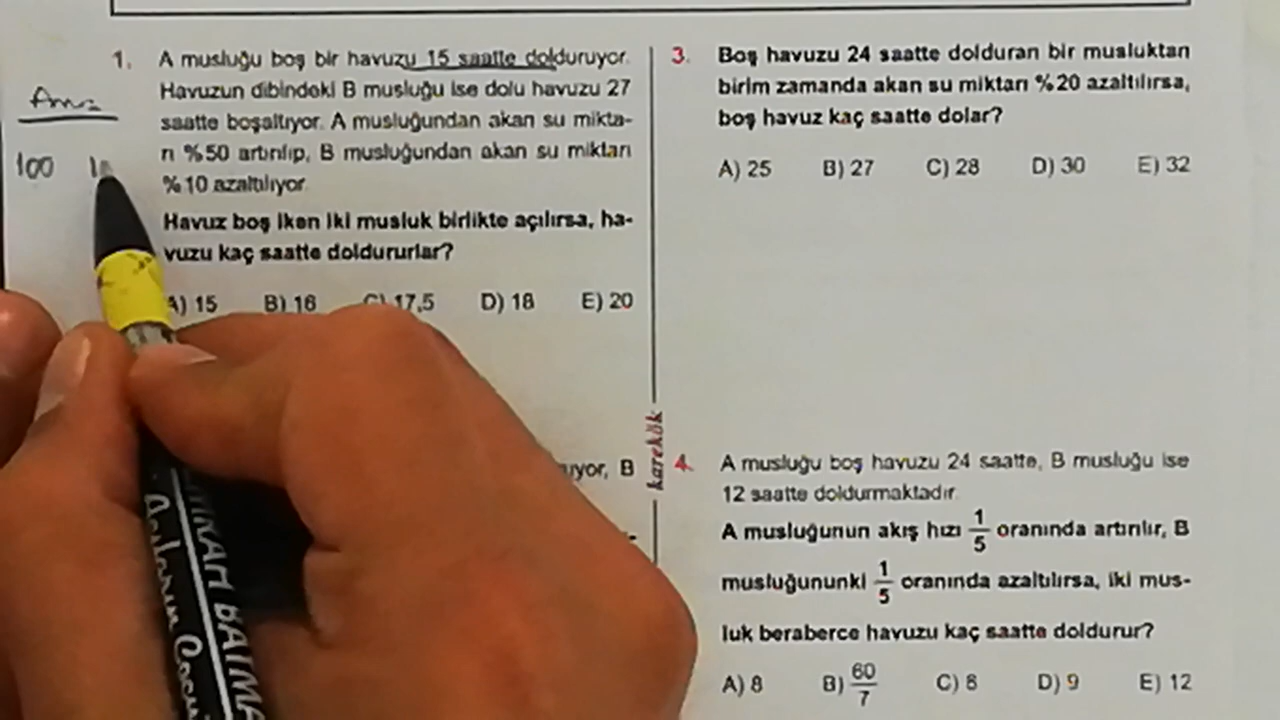 1. A musluğu boş bir havuzu 15 saatte dolduruyor.
Havuzun dibindeki B musluğu ise dolu havuzu 27
saatte boşaltıyor. A musluğundan akan su mikta-
rı %50 artırılıp, B musluğundan akan su miktarı
%10 azaltılıyor.
Havuz boş iken iki musluk birlikte açılırsa, ha-
vuzu kaç saatte doldururlar?
A) 15 B) 16 C) 17,5 D) 18 E) 20
100
uyor, B
karekök
3. Boş havuzu 24 saatte dolduran bir musluktan
birim zamanda akan su miktarı %20 azaltılırsa,
boş havuz kaç saatte dolar?
A) 25 B) 27 C) 28 D) 30 E) 32
4. A musluğu boş havuzu 24 saatte, B musluğu ise
12 saatte doldurmaktadır.
A musluğunun akış hızı 1/5 oranında artırılır, B
musluğununki 1/5 oranında azaltılırsa, iki mus-
luk beraberce havuzu kaç saatte doldurur?
A) 8 B) 60/7 C) 6 D) 9 E) 12